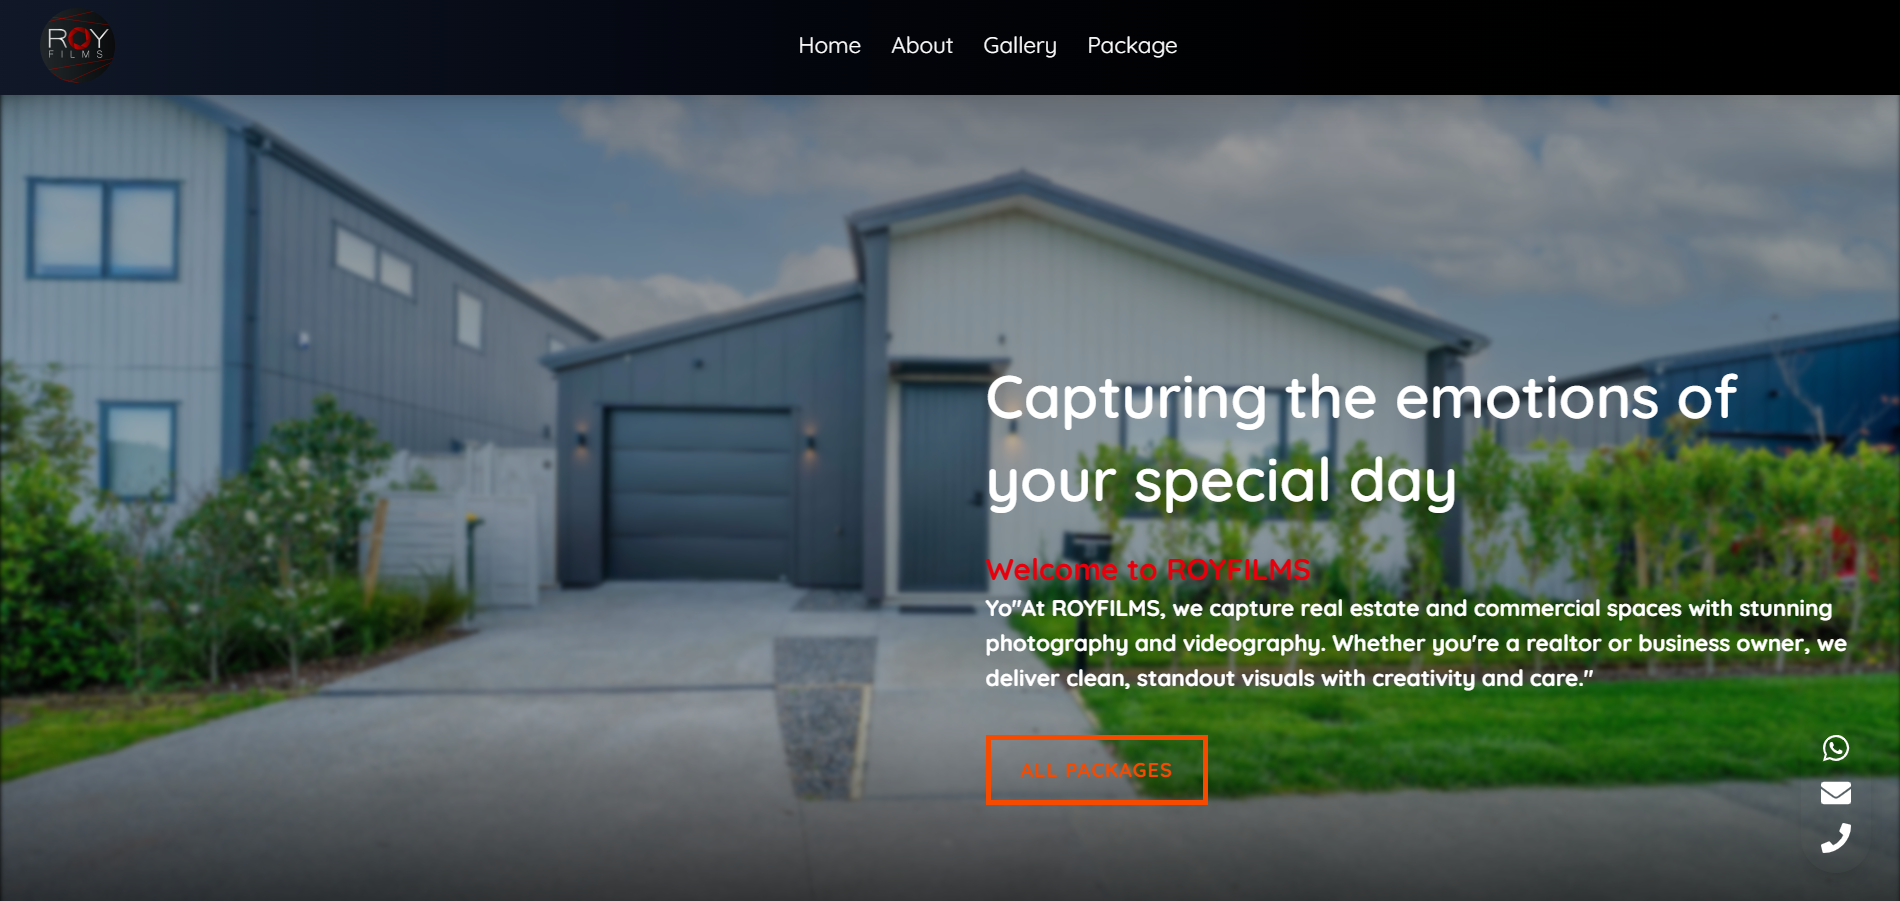 ROY
FILMS
Home
About
Gallery
Package
Capturing the emotions of
your special day
Welcome to ROYFILMS
Yo"At ROYFILMS, we capture real estate and commercial spaces with stunning
photography and videography. Whether you're a realtor or business owner, we
deliver clean, standout visuals with creativity and care."
ALL PACKAGES